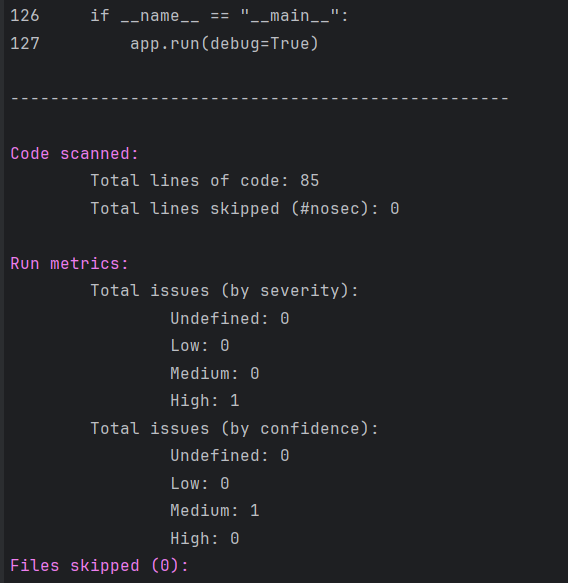 126     if __name__ == "__main__":
127         app.run(debug=True)
--------------------------------------------------
Code scanned:
        Total lines of code: 85
        Total lines skipped (#nosec): 0
Run metrics:
        Total issues (by severity):
                Undefined: 0
                Low: 0
                Medium: 0
                High: 1
        Total issues (by confidence):
                Undefined: 0
                Low: 0
                Medium: 1
                High: 0
Files skipped (0):